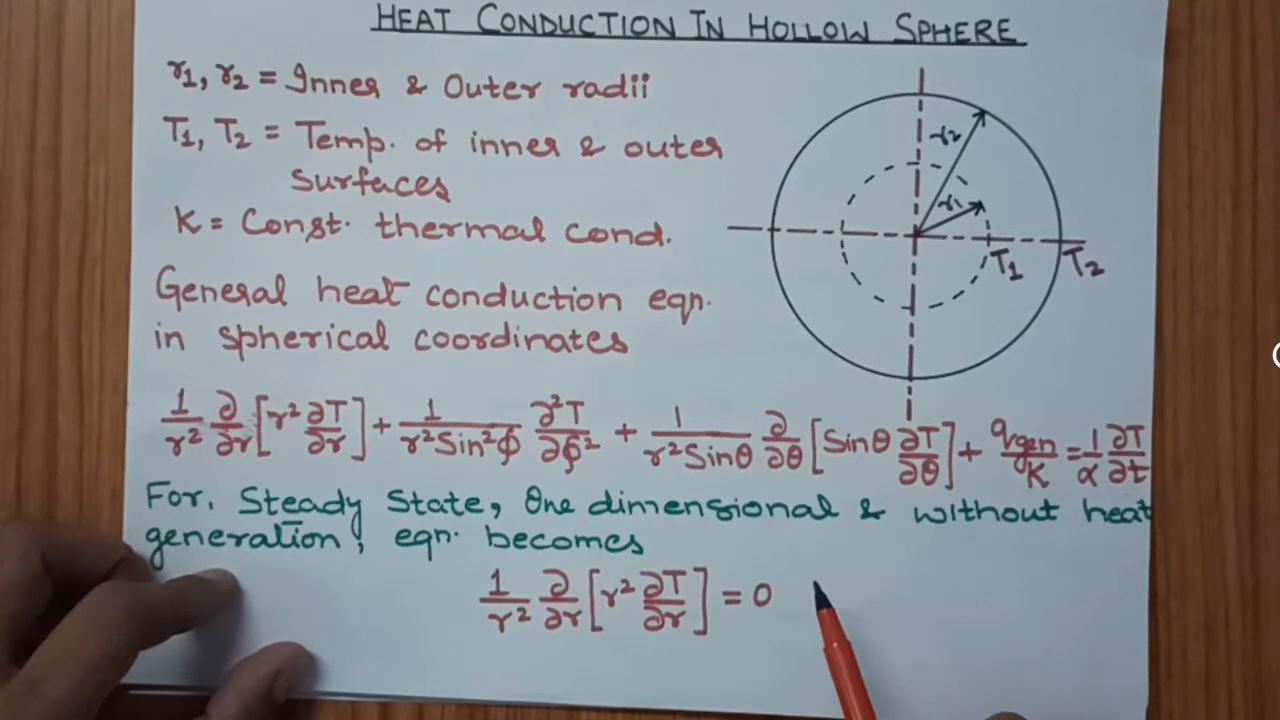 HEAT CONDUCTION IN HOLLOW SPHERE
r1, r2 = Inner & Outer radii
T1, T2 = Temp. of inner & outer
Surfaces
K = Const. thermal cond.
General heat conduction eqn.
in spherical coordinates
r2
r1
T1
T2
1/r² ∂/∂r [r² ∂T/∂r] + 1/r² Sin²ϕ ∂²T/∂ϕ² + 1/r² Sinθ ∂/∂θ [Sinθ ∂T/∂θ] + qgen/K = 1/α ∂T/∂t
For, Steady State, One dimensional & without heat
generation, eqn. becomes
1/r² ∂/∂r [r² ∂T/∂r] = 0